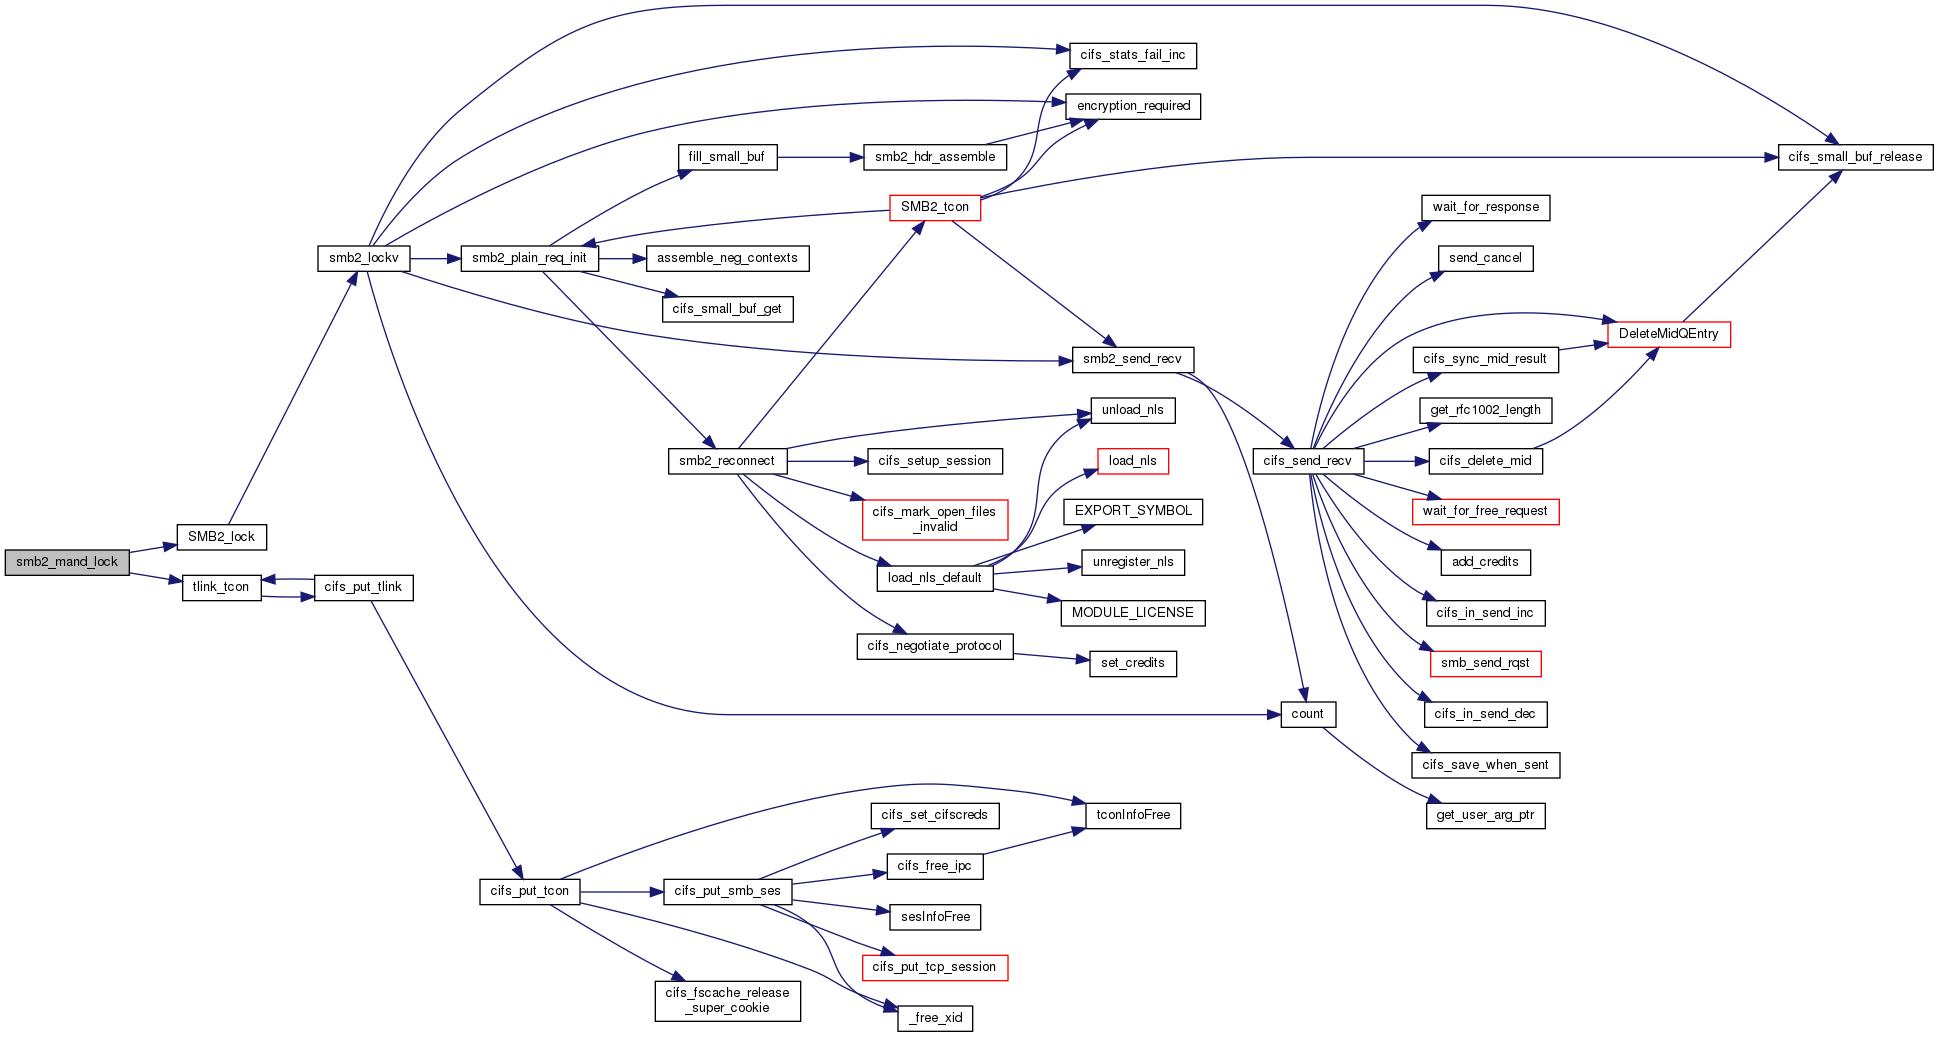 cifs_stats_fail_inc
encryption_required
fill_small_buf
smb2_hdr_assemble
cifs_small_buf_release
SMB2_tcon
wait_for_response
smb2_lockv
smb2_plain_req_init
assemble_neg_contexts
send_cancel
cifs_small_buf_get
DeleteMidQEntry
smb2_send_recv
cifs_sync_mid_result
unload_nls
get_rfc1002_length
smb2_reconnect
cifs_setup_session
load_nls
cifs_send_recv
cifs_delete_mid
cifs_mark_open_files
_invalid
EXPORT_SYMBOL
wait_for_free_request
SMB2_lock
smb2_mand_lock
unregister_nls
add_credits
tlink_tcon
cifs_put_tlink
load_nls_default
MODULE_LICENSE
cifs_in_send_inc
cifs_negotiate_protocol
set_credits
smb_send_rqst
count
cifs_in_send_dec
cifs_save_when_sent
cifs_set_cifscreds
tconInfoFree
get_user_arg_ptr
cifs_free_ipc
cifs_put_tcon
cifs_put_smb_ses
sesInfoFree
cifs_put_tcp_session
cifs_fscache_release
_super_cookie
_free_xid